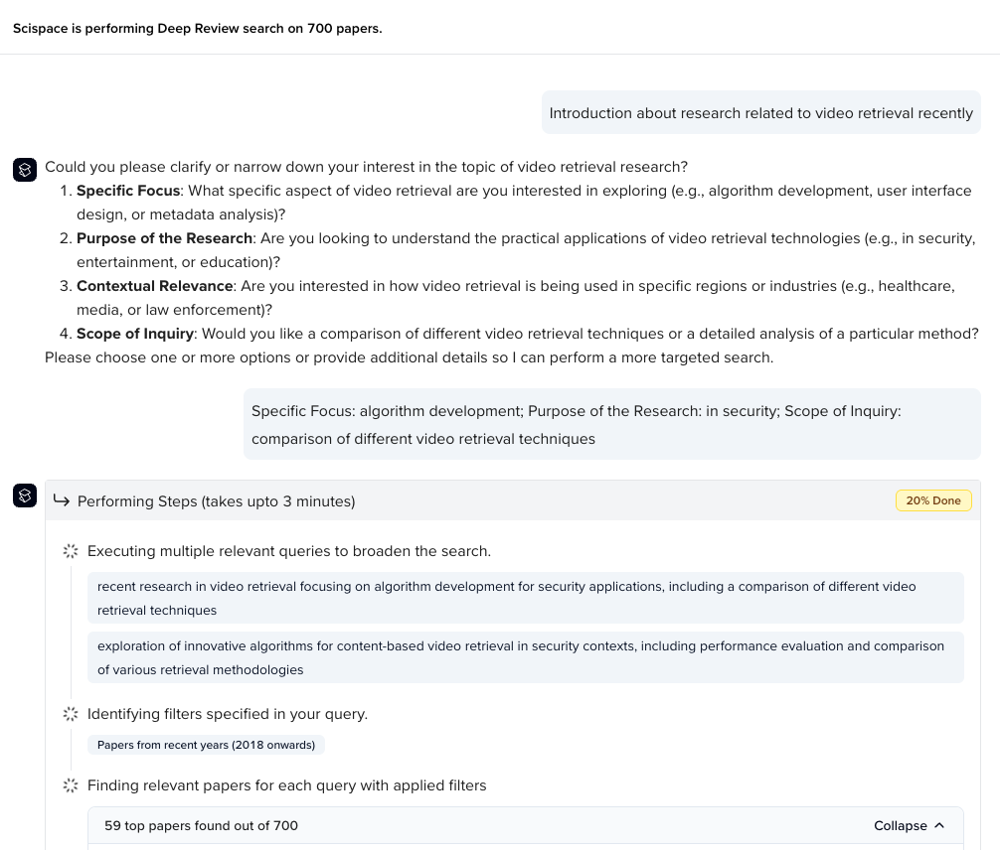 Scispace is performing Deep Review search on 700 papers.
Introduction about research related to video retrieval recently
Could you please clarify or narrow down your interest in the topic of video retrieval research?
1. Specific Focus: What specific aspect of video retrieval are you interested in exploring (e.g., algorithm development, user interface
design, or metadata analysis)?
2. Purpose of the Research: Are you looking to understand the practical applications of video retrieval technologies (e.g., in security,
entertainment, or education)?
3. Contextual Relevance: Are you interested in how video retrieval is being used in specific regions or industries (e.g., healthcare,
media, or law enforcement)?
4. Scope of Inquiry: Would you like a comparison of different video retrieval techniques or a detailed analysis of a particular method?
Please choose one or more options or provide additional details so I can perform a more targeted search.
Specific Focus: algorithm development; Purpose of the Research: in security; Scope of Inquiry:
comparison of different video retrieval techniques
Performing Steps (takes upto 3 minutes)
20% Done
Executing multiple relevant queries to broaden the search.
recent research in video retrieval focusing on algorithm development for security applications, including a comparison of different video
retrieval techniques
exploration of innovative algorithms for content-based video retrieval in security contexts, including performance evaluation and comparison
of various retrieval methodologies
Identifying filters specified in your query.
Papers from recent years (2018 onwards)
Finding relevant papers for each query with applied filters
59 top papers found out of 700
Collapse